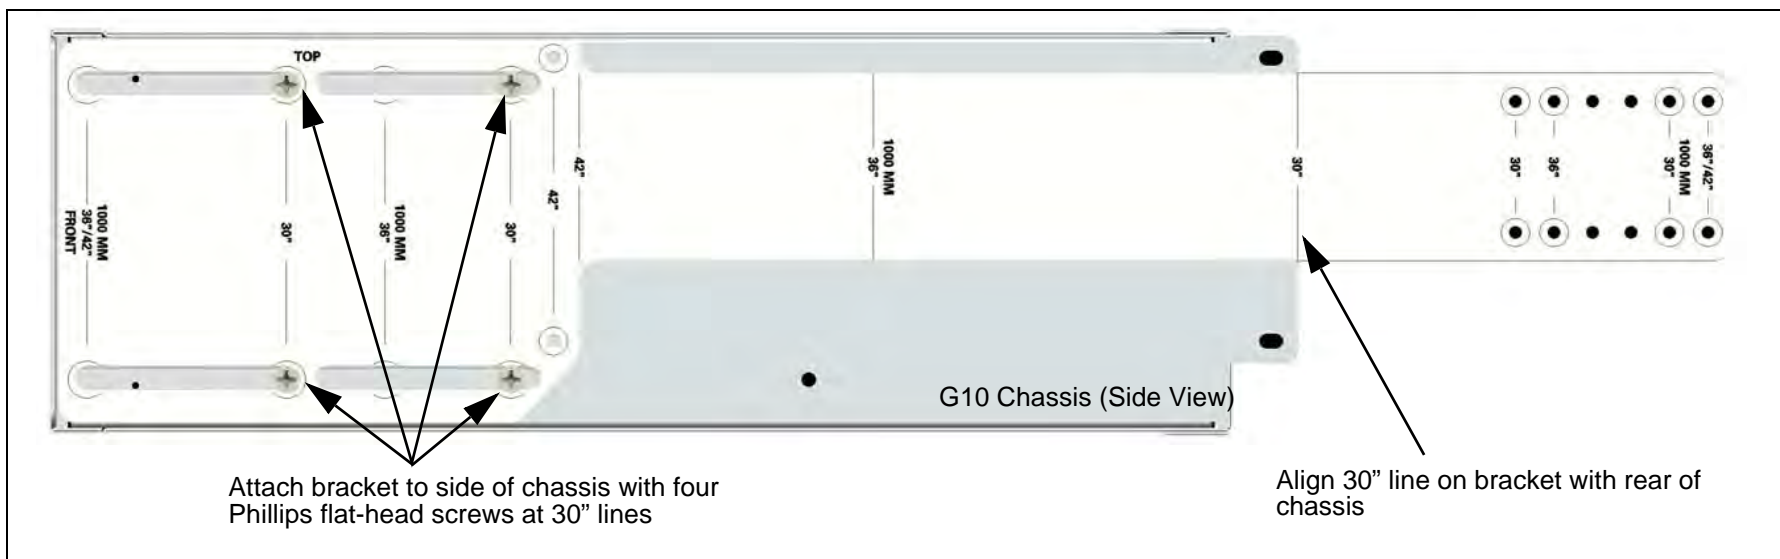 TOP
1000 MM
36"/42"
FRONT
30"
1000 MM
36"
30"
42"
42"
1000 MM
36"
30"
30"
36"
1000 MM
30"
36"/42"
G10 Chassis (Side View)
Attach bracket to side of chassis with four
Phillips flat-head screws at 30” lines
Align 30” line on bracket with rear of
chassis